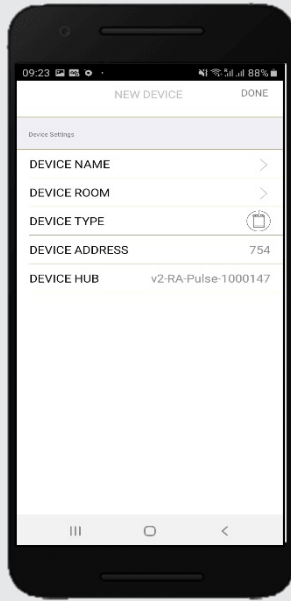 09:23 88%
NEW DEVICE DONE
Device Settings
DEVICE NAME
DEVICE ROOM
DEVICE TYPE
DEVICE ADDRESS 754
DEVICE HUB v2-RA-Pulse-1000147